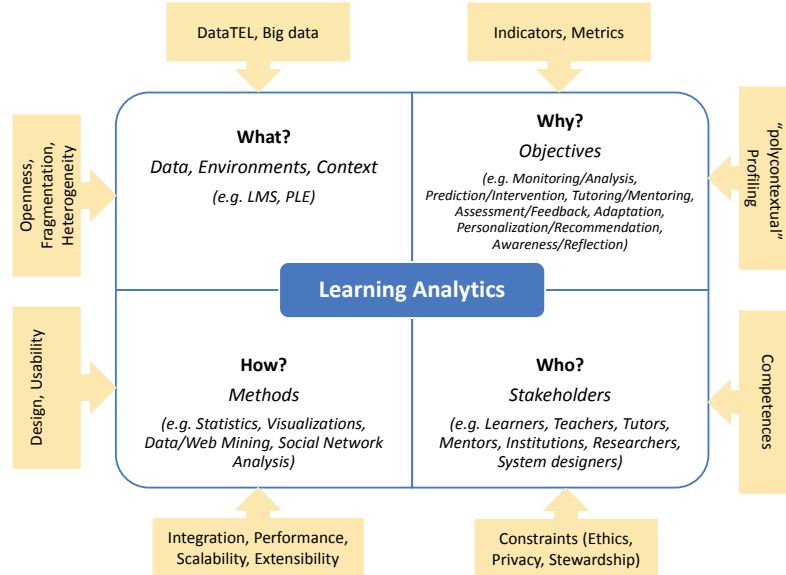 DataTEL, Big data
Indicators, Metrics
Openness,
Fragmentation,
Heterogeneity
What?
Data, Environments, Context
(e.g. LMS, PLE)
Why?
Objectives
(e.g. Monitoring/Analysis,
Prediction/Intervention, Tutoring/Mentoring,
Assessment/Feedback, Adaptation,
Personalization/Recommendation,
Awareness/Reflection)
“polycontextual”
Profiling
Learning Analytics
Design, Usability
How?
Methods
(e.g. Statistics, Visualizations,
Data/Web Mining, Social Network
Analysis)
Who?
Stakeholders
(e.g. Learners, Teachers, Tutors,
Mentors, Institutions, Researchers,
System designers)
Competences
Integration, Performance,
Scalability, Extensibility
Constraints (Ethics,
Privacy, Stewardship)